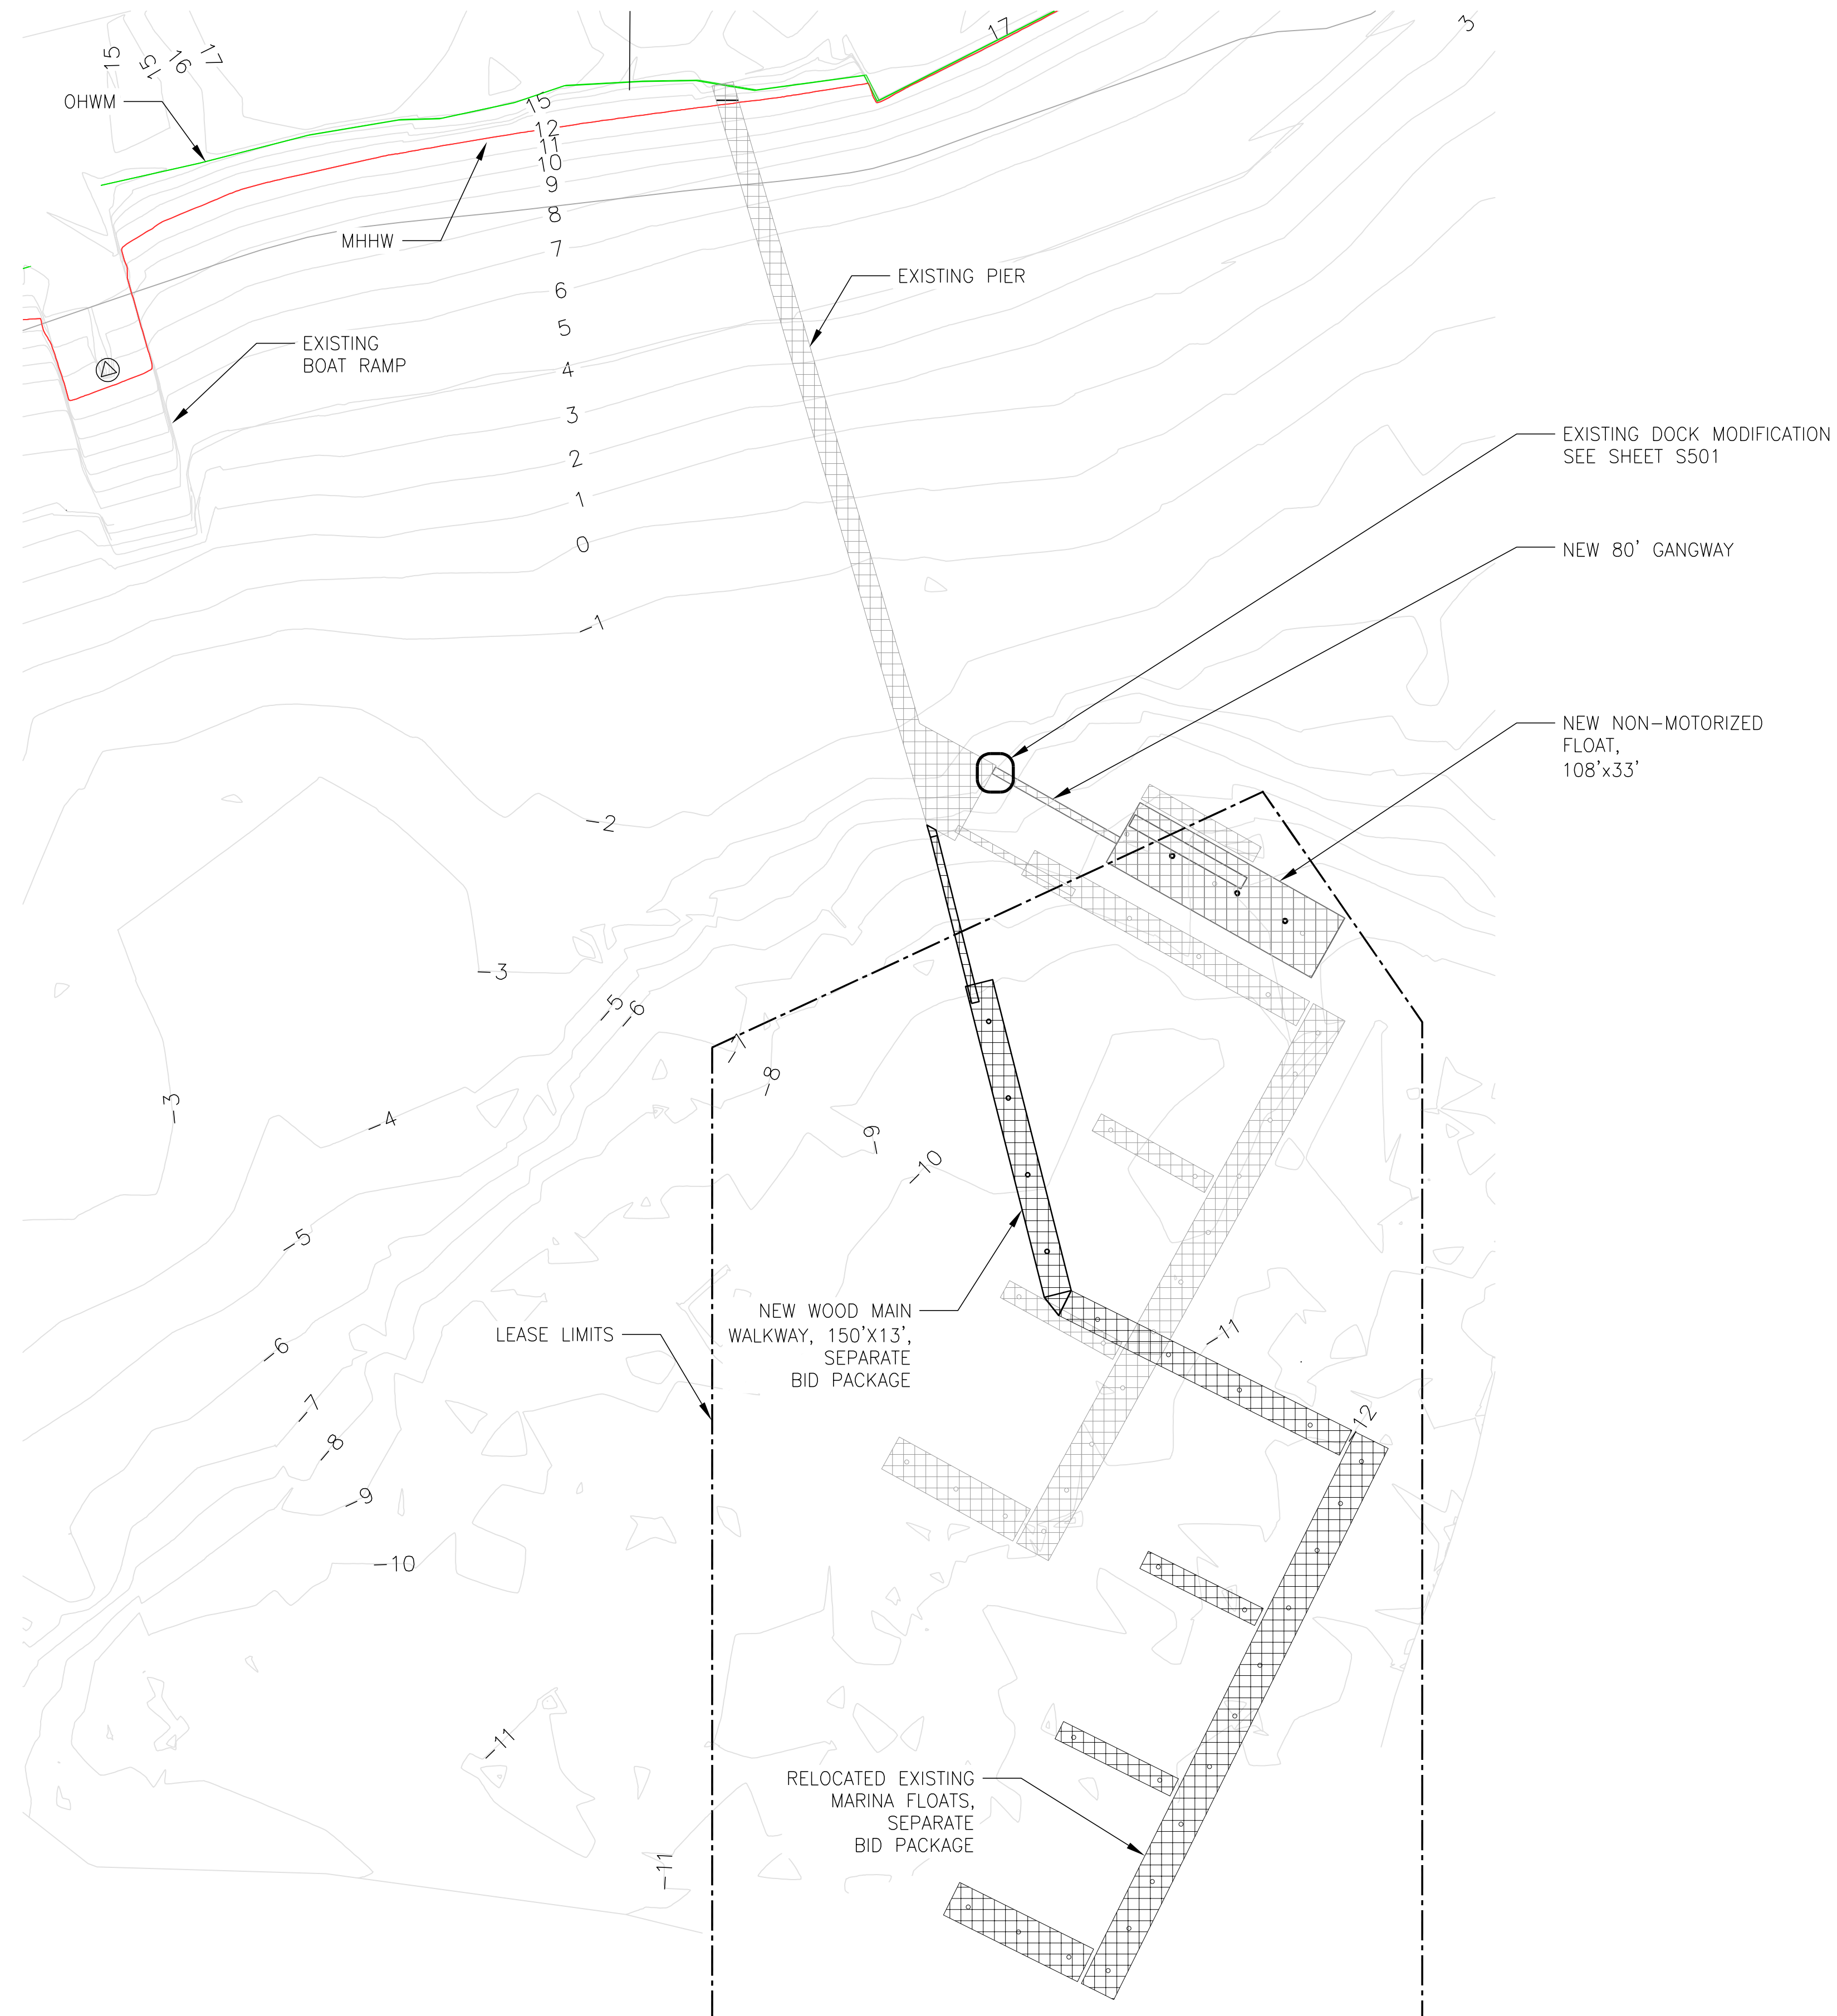 15
15
16
17
17
3
OHWM
15
12
11
10
9
8
7
6
5
4
3
2
1
0
-1
-2
-3
MHHW
EXISTING PIER
EXISTING
BOAT RAMP
EXISTING DOCK MODIFICATION
SEE SHEET S501
NEW 80' GANGWAY
NEW NON-MOTORIZED
FLOAT,
108'x33'
-5
-6
-7
-8
-9
-10
-3
-4
-5
-6
-7
-8
-9
-10
-11
-11
-11
12
LEASE LIMITS
NEW WOOD MAIN
WALKWAY, 150'X13',
SEPARATE
BID PACKAGE
RELOCATED EXISTING
MARINA FLOATS,
SEPARATE
BID PACKAGE